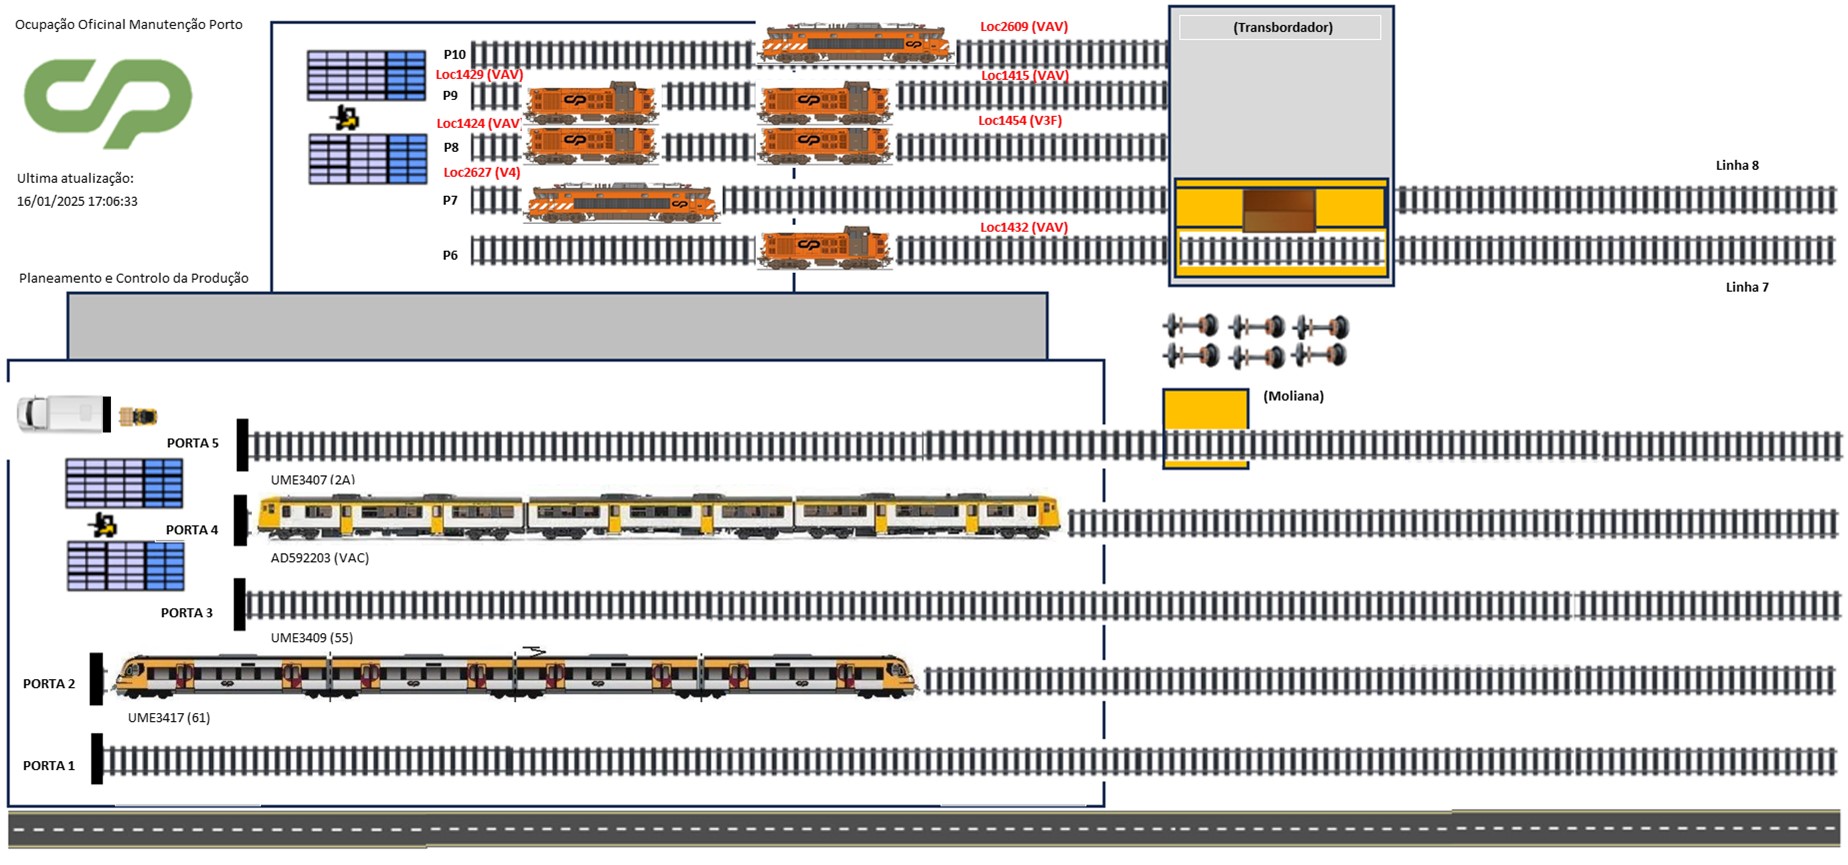 Ocupação Oficinal Manutenção Porto
Ultima atualização:
16/01/2025 17:06:33
Planeamento e Controlo da Produção
P10
Loc2609 (VAV)
(Transbordador)
Loc1429 (VAV)
Loc1415 (VAV)
P9
Loc1424 (VAV)
Loc1454 (V3F)
P8
Loc2627 (V4)
P7
Loc1432 (VAV)
P6
Linha 8
Linha 7
(Moliana)
PORTA 5
UME3407 (2A)
PORTA 4
AD592203 (VAC)
PORTA 3
UME3409 (55)
PORTA 2
UME3417 (61)
PORTA 1